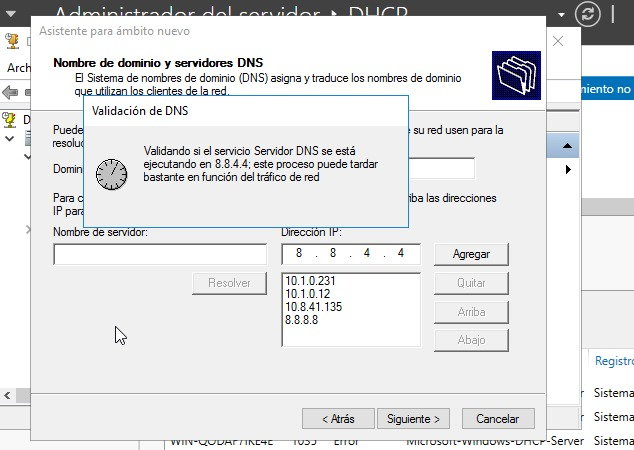 Administrador del servidor ▸ DHCP
Asistente para ámbito nuevo
Arch
Nombre de dominio y servidores DNS
El Sistema de nombres de dominio (DNS) asigna y traduce los nombres de dominio
que utilizan los clientes de la red.
miento no
Validación de DNS
Validando si el servicio Servidor DNS se está
ejecutando en 8.8.4.4; este proceso puede tardar
bastante en función del tráfico de red
D
Puede
e su red usen para la
resoluc
Domin
Para c
riba las direcciones
IP para
Nombre de servidor:
Dirección IP:
8 . 8 . 4 . 4
Agregar
Resolver
10.1.0.231
10.1.0.12
10.8.41.135
8.8.8.8
Quitar
Arriba
Abajo
Registro
< Atrás
Siguiente >
Cancelar
r
Sistema
r
Sistema
WIN-QODAP7IKE4E
1035
Error
Microsoft-Windows-DHCP-Server
Sistema